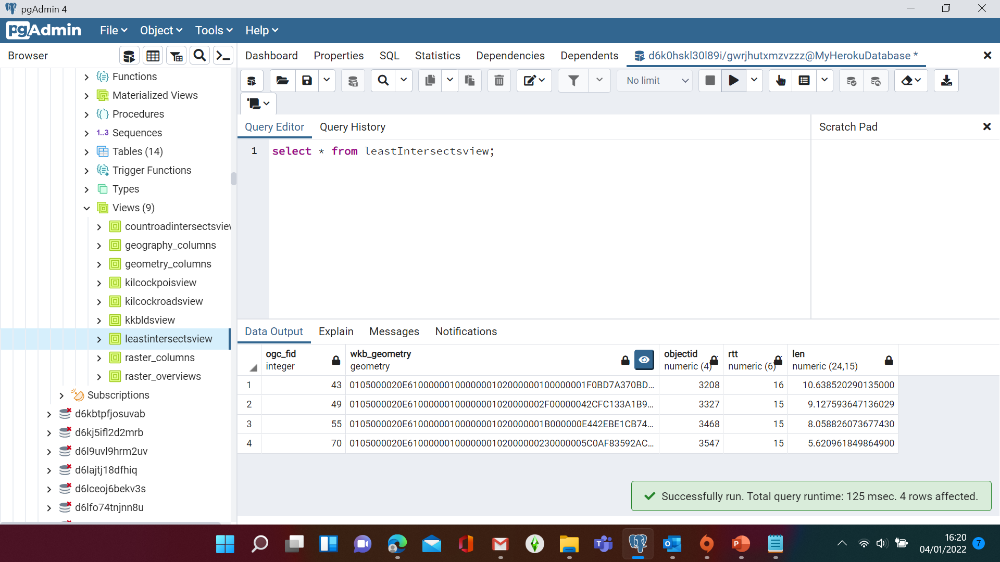 pgAdmin 4
pgAdmin File Object Tools Help
Browser
Dashboard Properties SQL Statistics Dependencies Dependents d6k0hskl30l89i/gwrjhutxmzvzzz@MyHerokuDatabase *
No limit
Functions
Materialized Views
Procedures
1..3 Sequences
Tables (14)
Trigger Functions
Types
Views (9)
countroadintersectsview
geography_columns
geometry_columns
kilcockpoisview
kilcockroadsview
kkbldsview
leastintersectsview
raster_columns
raster_overviews
Subscriptions
d6kbtpfjosuvab
d6kj5ifl2d2mrb
d6l9uvl9hrm2uv
d6lajtj18dfhiq
d6lceoj6bekv3s
d6lfo74tnjnn8u
Query Editor Query History
Scratch Pad
1 select * from leastIntersectsview;
Data Output Explain Messages Notifications
ogc_fid wkb_geometry objectid rtt len
integer geometry numeric (4) numeric (6) numeric (24,15)
1 43 0105000020E6100000010000000102000000100000001F0BD7A370BD... 3208 16 10.638520290135000
2 49 0105000020E61000000100000001020000002F00000042CFC133A1B9... 3327 15 9.127593647136029
3 55 0105000020E61000000100000001020000001B000000E442EBE1CB74... 3468 15 8.058826073677430
4 70 0105000020E6100000010000000102000000230000005C0AF83592AC... 3547 15 5.620961849864900
Successfully run. Total query runtime: 125 msec. 4 rows affected.
16:20
04/01/2022
7